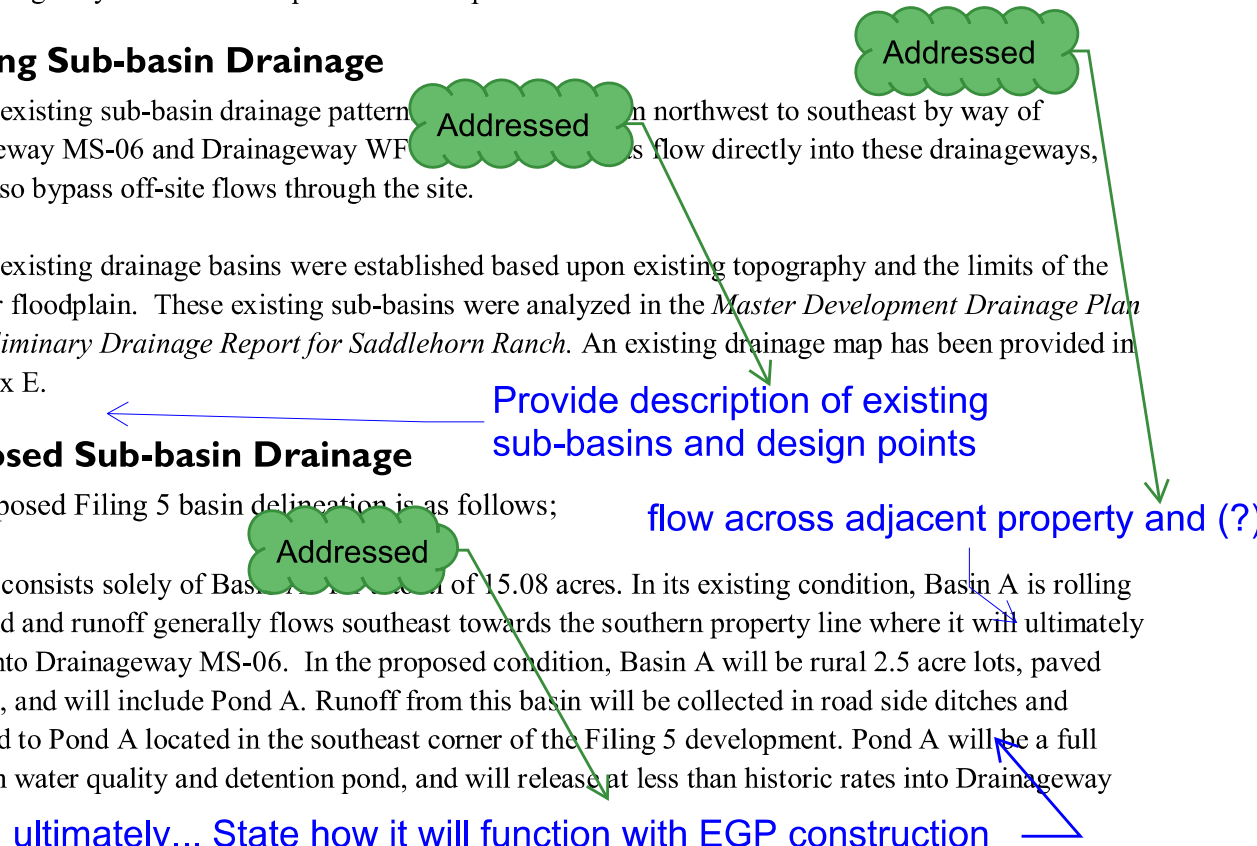 Addressed
ng Sub-basin Drainage
existing sub-basin drainage pattern n northwest to southeast by way of
Addressed
eway MS-06 and Drainageway WF s flow directly into these drainageways,
so bypass off-site flows through the site.
existing drainage basins were established based upon existing topography and the limits of the
r floodplain. These existing sub-basins were analyzed in the Master Development Drainage Plan
liminary Drainage Report for Saddlehorn Ranch. An existing drainage map has been provided in
x E.
Provide description of existing
sub-basins and design points
osed Sub-basin Drainage
posed Filing 5 basin delineation is as follows;
flow across adjacent property and (?)
Addressed
consists solely of Bas of 15.08 acres. In its existing condition, Basin A is rolling
d and runoff generally flows southeast towards the southern property line where it will ultimately
nto Drainageway MS-06. In the proposed condition, Basin A will be rural 2.5 acre lots, paved
, and will include Pond A. Runoff from this basin will be collected in road side ditches and
d to Pond A located in the southeast corner of the Filing 5 development. Pond A will be a full
n water quality and detention pond, and will release at less than historic rates into Drainageway
ultimately... State how it will function with EGP construction